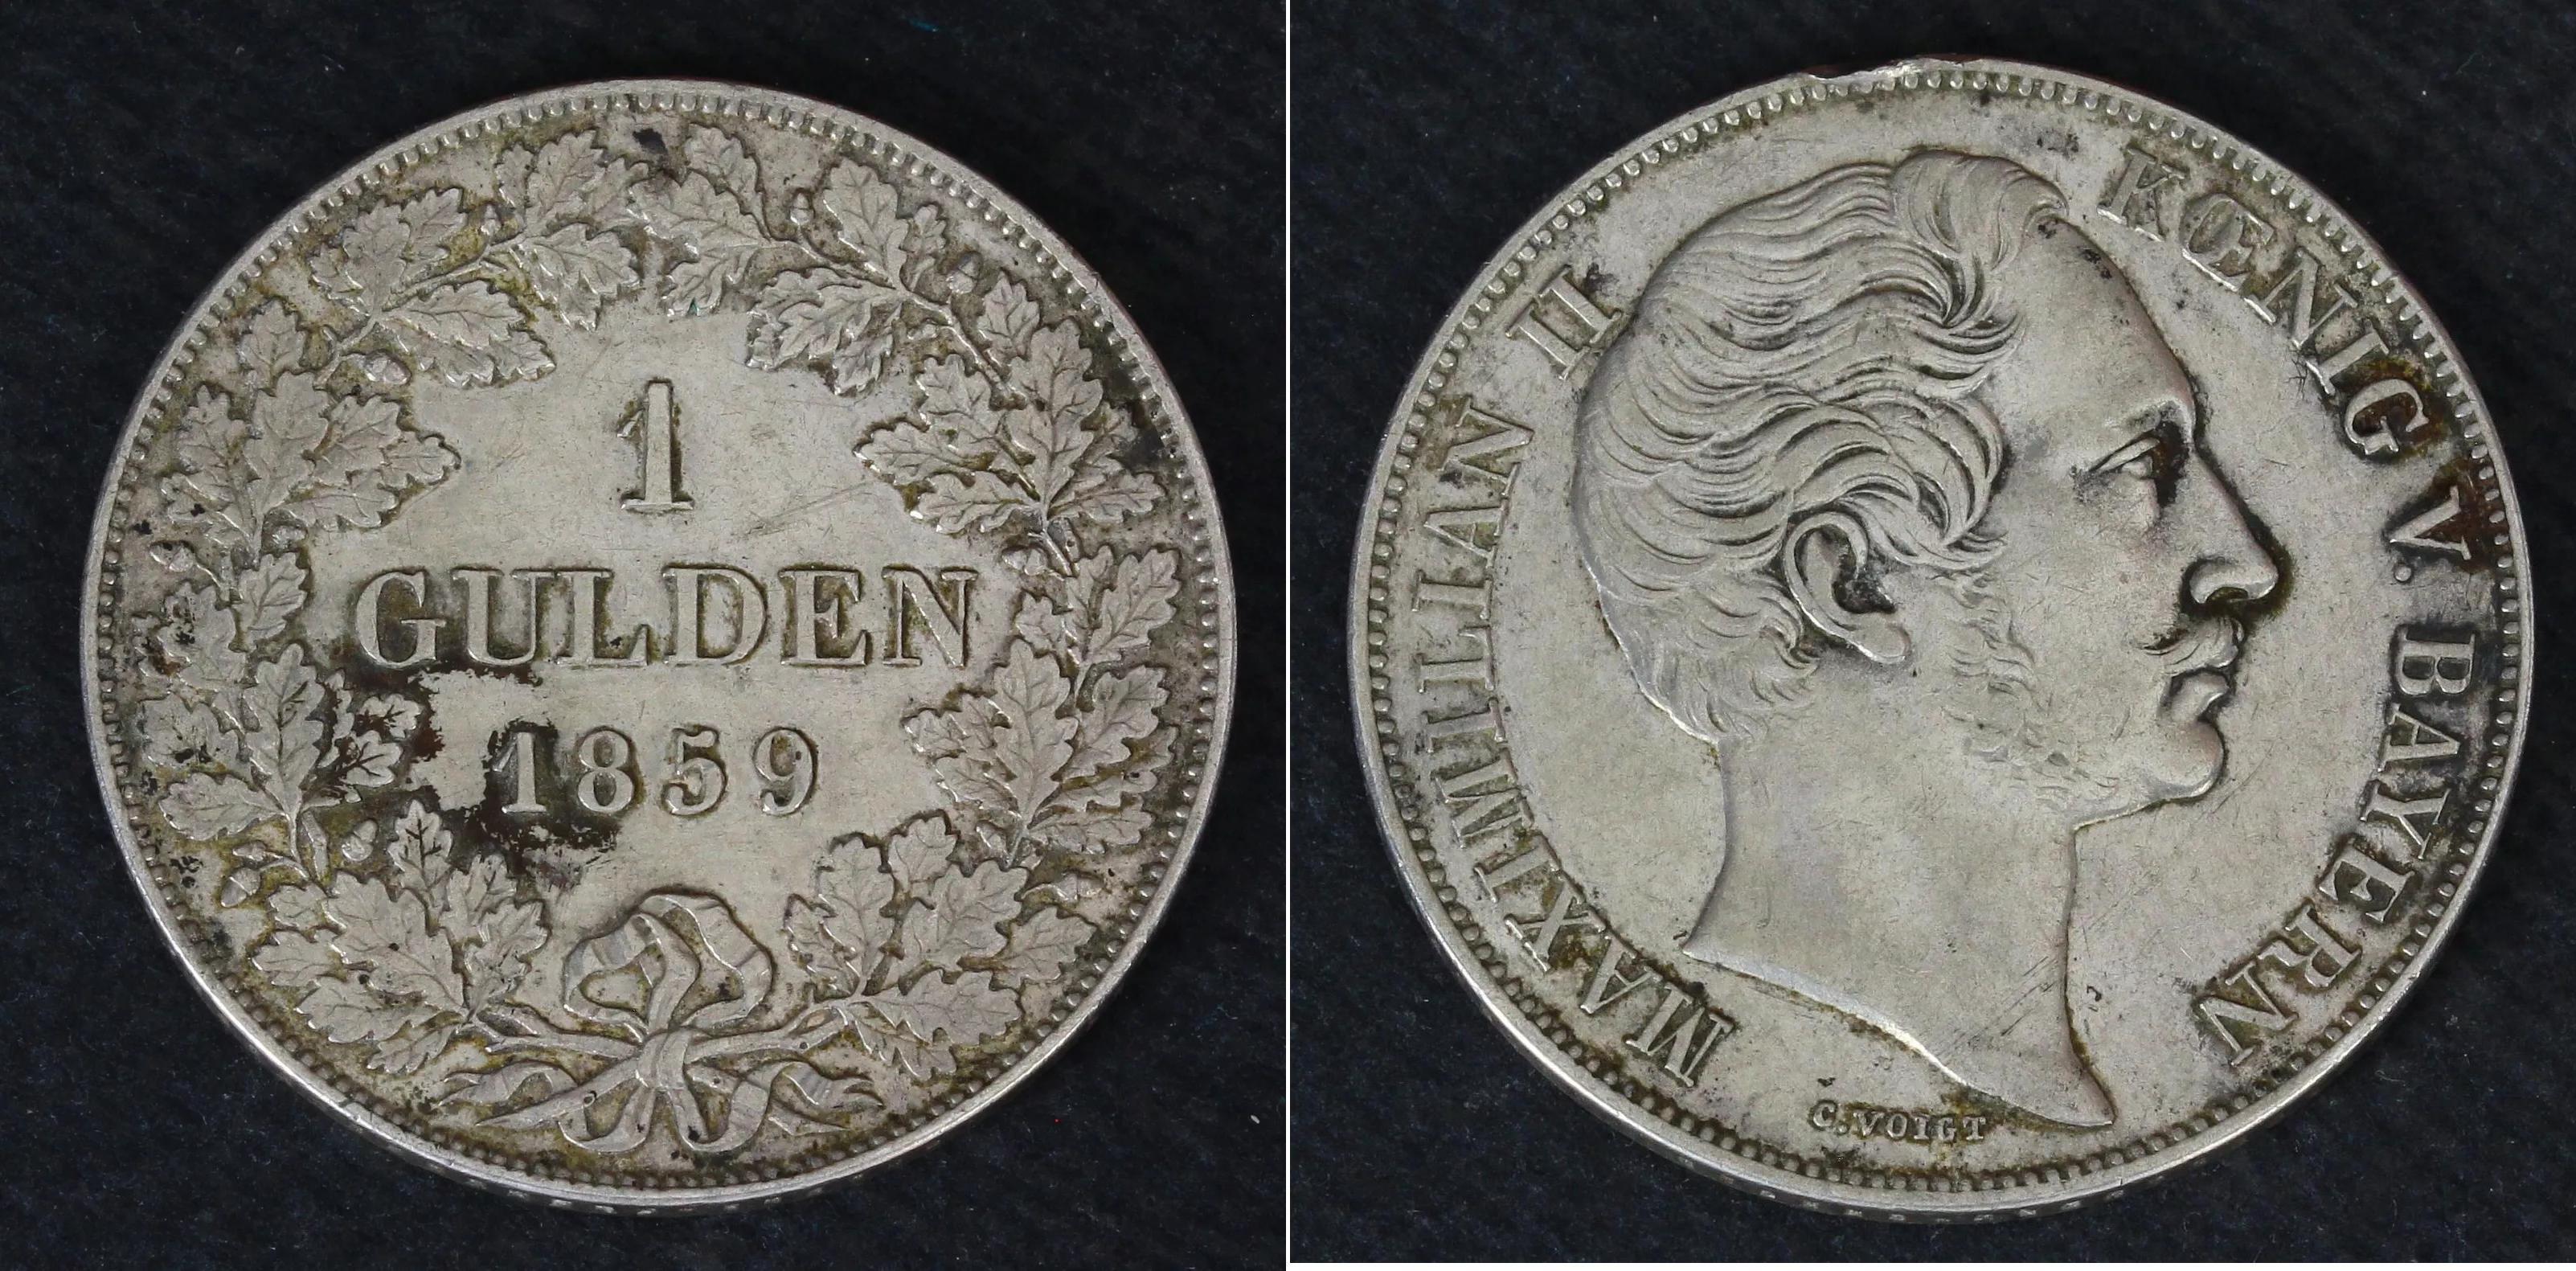 1
GULDEN
1859
MAXIMILIAN II KŒNIG V. BAYERN
C. VOIGT